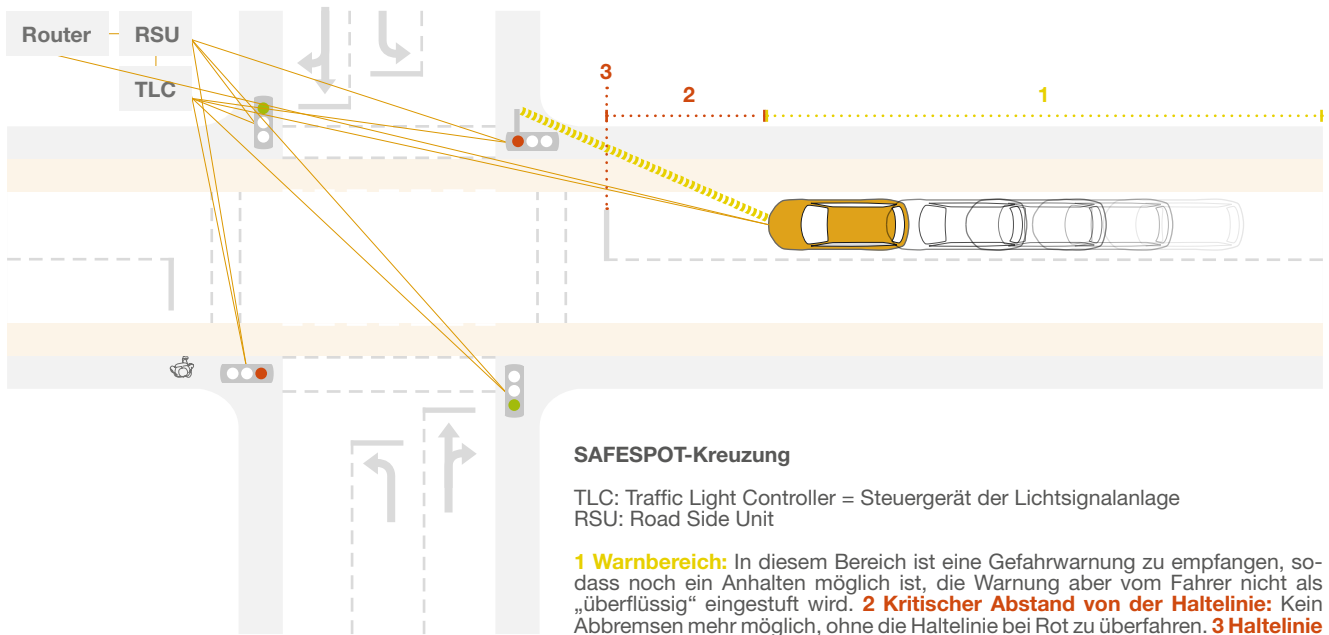 Router RSU
TLC
3
2
1
SAFESPOT-Kreuzung
TLC: Traffic Light Controller = Steuergerät der Lichtsignalanlage
RSU: Road Side Unit
1 Warnbereich: In diesem Bereich ist eine Gefahrwarnung zu empfangen, so-
dass noch ein Anhalten möglich ist, die Warnung aber vom Fahrer nicht als
„überflüssig“ eingestuft wird. 2 Kritischer Abstand von der Haltelinie: Kein
Abbremsen mehr möglich, ohne die Haltelinie bei Rot zu überfahren. 3 Haltelinie